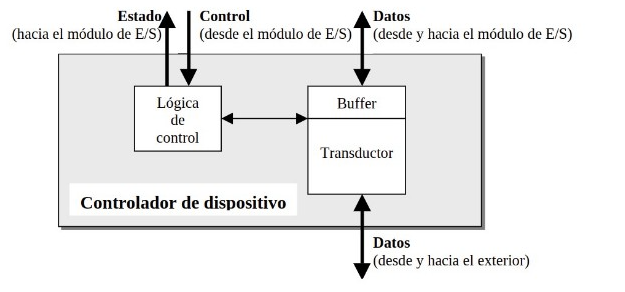 Estado
(hacia el módulo de E/S)
Control
(desde el módulo de E/S)
Datos
(desde y hacia el módulo de E/S)
Lógica
de
control
Buffer
Transductor
Controlador de dispositivo
Datos
(desde y hacia el exterior)